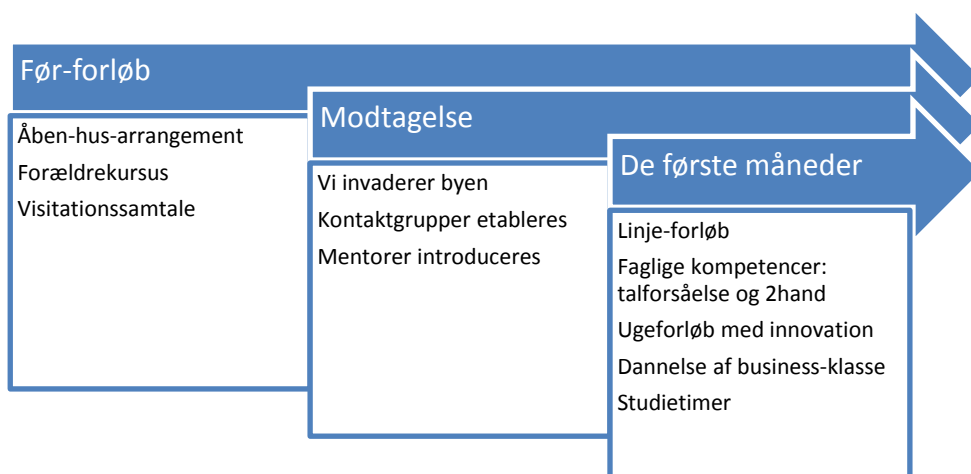 Før-forløb
Åben-hus-arrangement
Forældrekursus
Visitationssamtale
Modtagelse
Vi invaderer byen
Kontaktgrupper etableres
Mentorer introduceres
De første måneder
Linje-forløb
Faglige kompetencer:
talforsåelse og 2hand
Ugeforløb med innovation
Dannelse af business-klasse
Studietimer